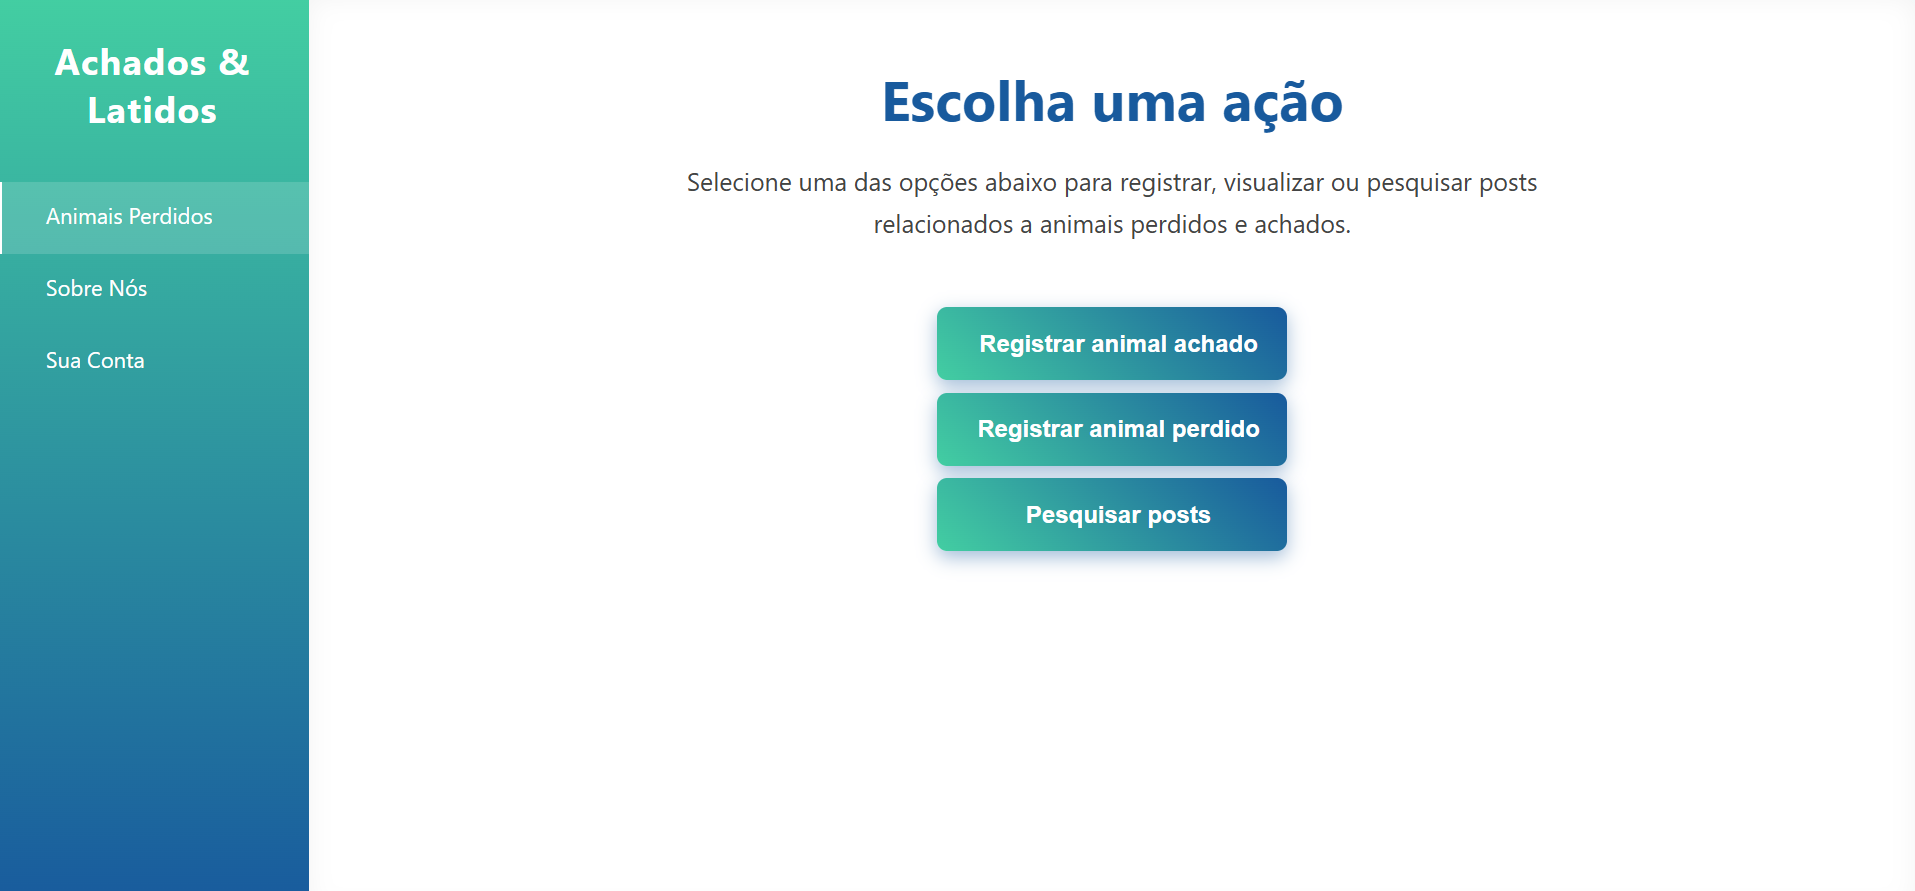 Achados &
Latidos
Animais Perdidos
Sobre Nós
Sua Conta
Escolha uma ação
Selecione uma das opções abaixo para registrar, visualizar ou pesquisar posts
relacionados a animais perdidos e achados.
Registrar animal achado
Registrar animal perdido
Pesquisar posts